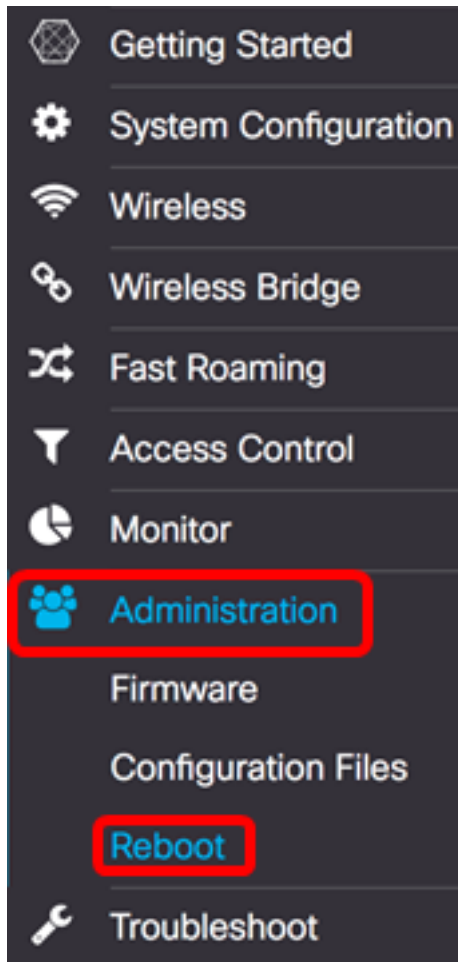 Getting Started
System Configuration
Wireless
Wireless Bridge
Fast Roaming
Access Control
Monitor
Administration
Firmware
Configuration Files
Reboot
Troubleshoot